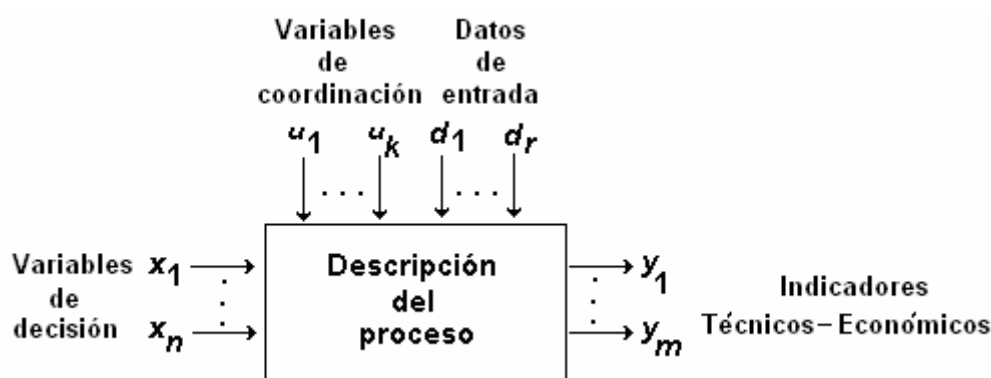 Variables
de
coordinación
Datos
de
entrada
u1 uk d1 dr
. . . . . .
Variables
de
decisión
x1
xn
Descripción
del
proceso
y1
ym
Indicadores
Técnicos-Económicos